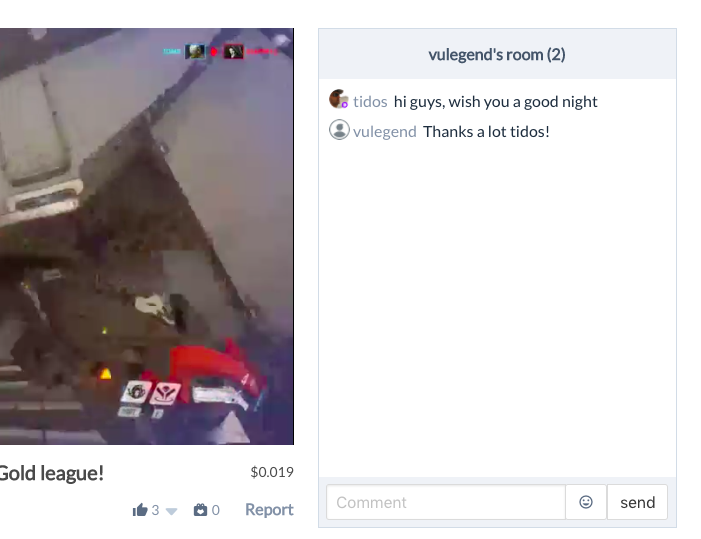 vulegend's room (2)
tidos hi guys, wish you a good night
vulegend Thanks a lot tidos!
Gold league!
$0.019
3
0
Report
Comment
send